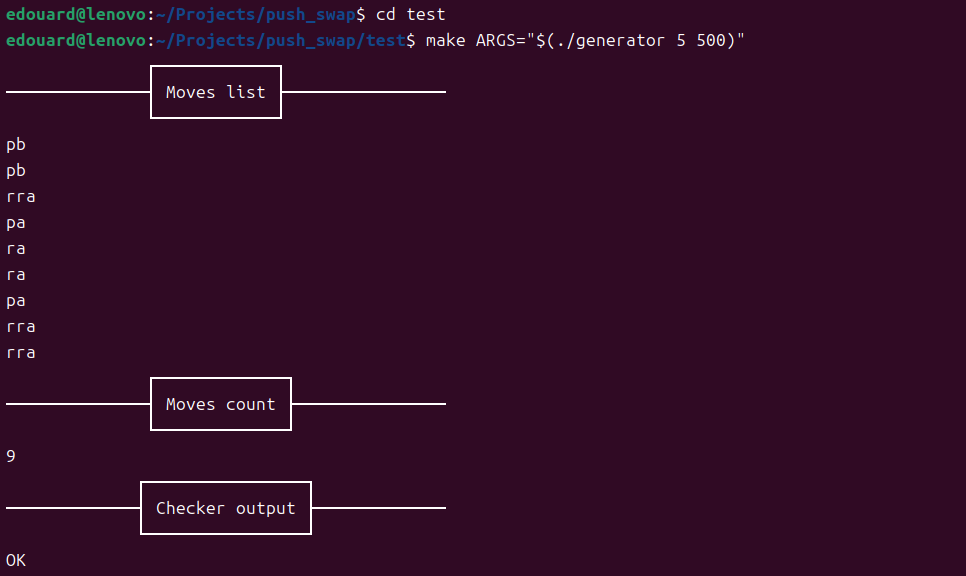 edouard@lenovo:~/Projects/push_swap$ cd test
edouard@lenovo:~/Projects/push_swap/test$ make ARGS="$(./generator 5 500)"
Moves list
pb
pb
rra
pa
ra
ra
pa
rra
rra
Moves count
9
Checker output
OK